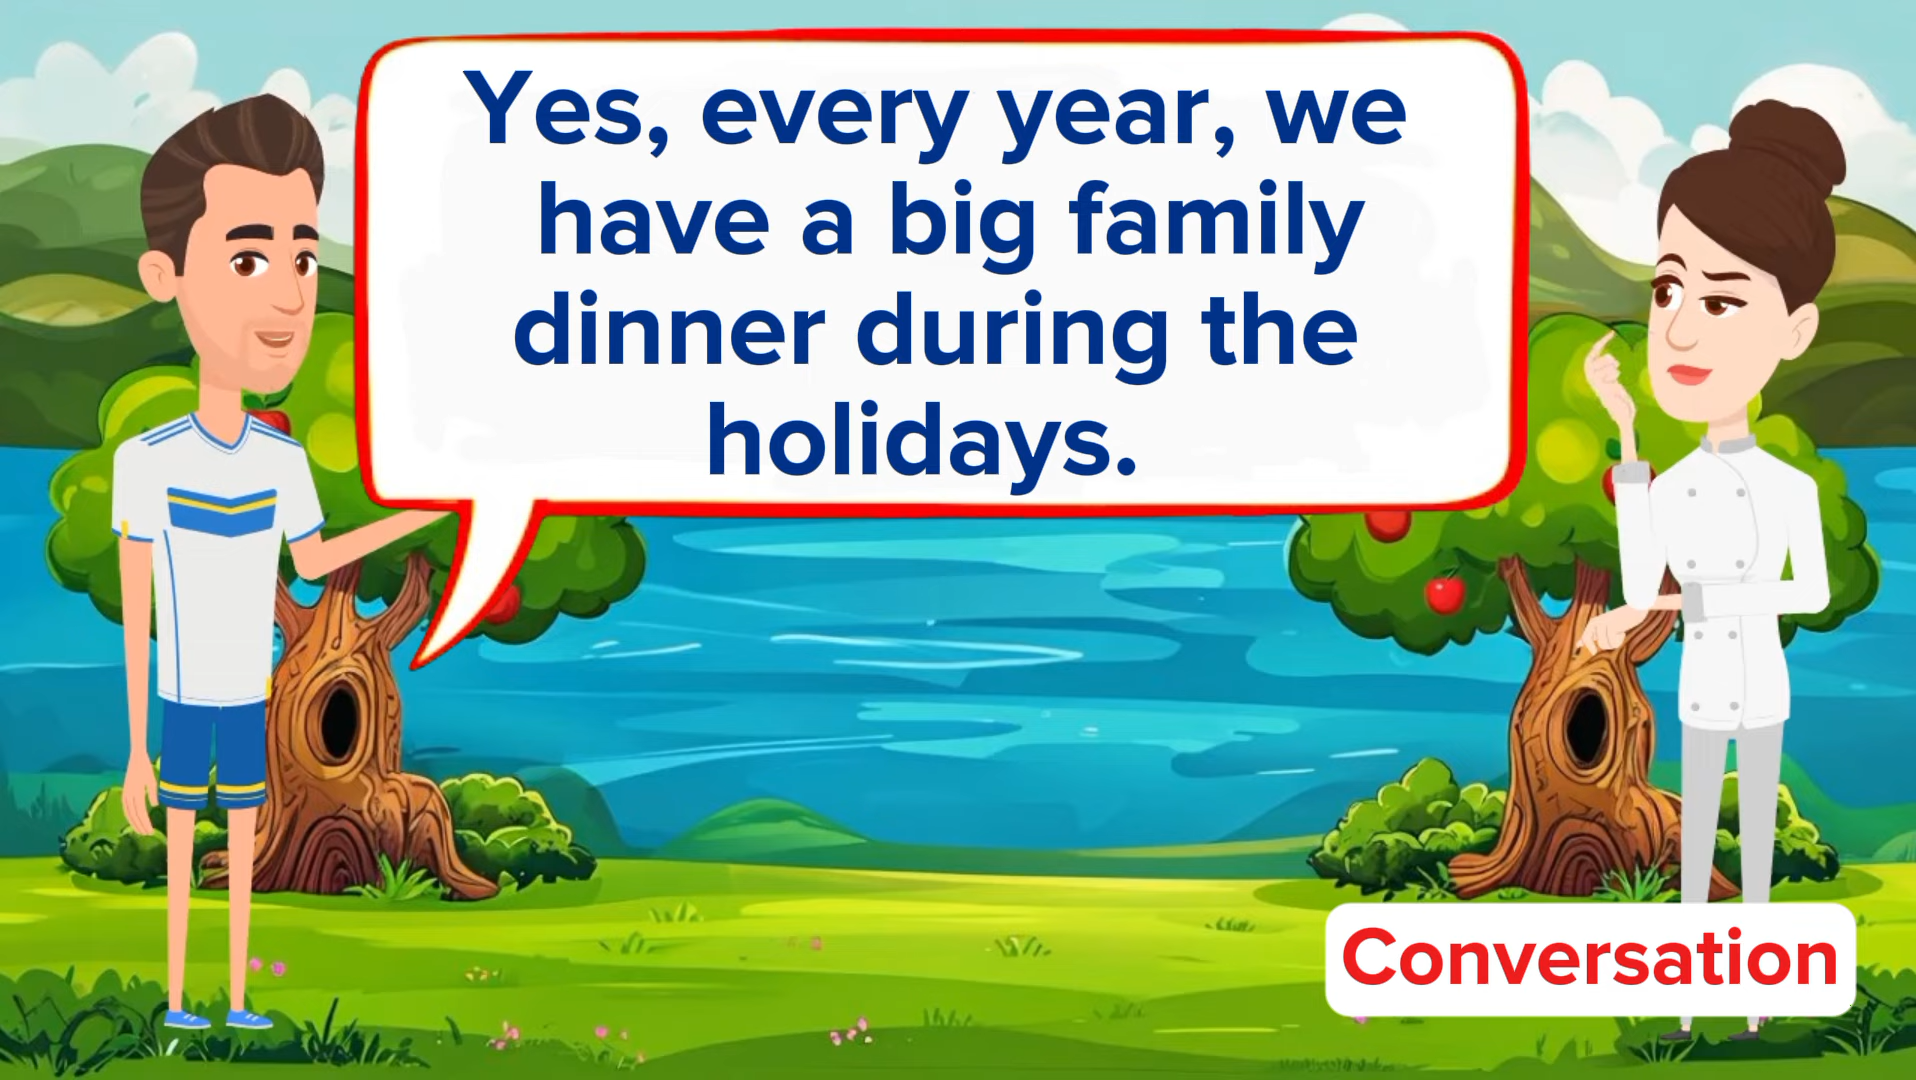 Yes, every year, we
have a big family
dinner during the
holidays.
Conversation